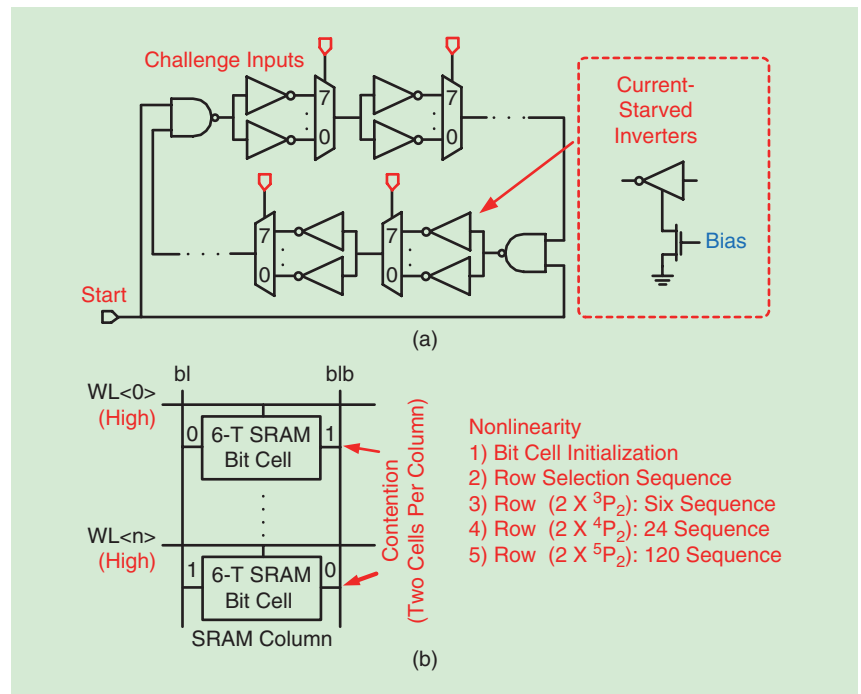 Challenge Inputs
7
0
7
0
Current-
Starved
Inverters
Bias
7
0
7
0
Start
(a)
bl
blb
WL<0>
(High)
0
6-T SRAM
Bit Cell
1
WL<n>
(High)
1
6-T SRAM
Bit Cell
0
SRAM Column
Contention
(Two Cells Per Column)
Nonlinearity
1) Bit Cell Initialization
2) Row Selection Sequence
3) Row (2 X ³P₂): Six Sequence
4) Row (2 X ⁴P₂): 24 Sequence
5) Row (2 X ⁵P₂): 120 Sequence
(b)